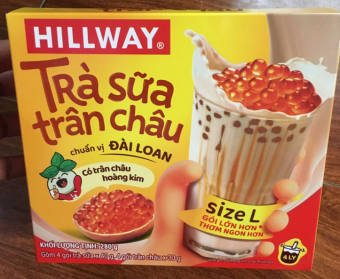 HILLWAY®
TRà sữa
trân châu
chuẩn vị ĐÀI LOAN
Có trân châu
hoàng kim
Size L
GÓI LỚN HƠN
THƠM NGON HƠN
KHỐI LƯỢNG TỊNH: 280g
4 LY